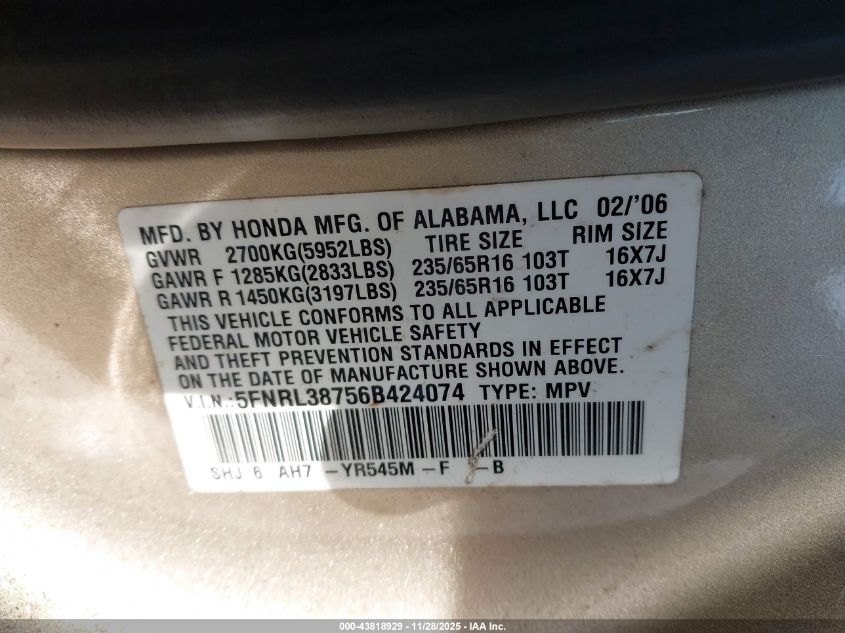 MFD. BY HONDA MFG. OF ALABAMA, LLC 02/'06
GVWR 2700KG(5952LBS) TIRE SIZE RIM SIZE
GAWR F 1285KG(2833LBS) 235/65R16 103T 16X7J
GAWR R 1450KG(3197LBS) 235/65R16 103T 16X7J
THIS VEHICLE CONFORMS TO ALL APPLICABLE
FEDERAL MOTOR VEHICLE SAFETY
AND THEFT PREVENTION STANDARDS IN EFFECT
ON THE DATE OF MANUFACTURE SHOWN ABOVE.
V.I.N.:5FNRL38756B424074 TYPE: MPV
SHJ 6 AH7 -YR545M -F -B
000-43818929 - 11/28/2025 - IAA Inc.